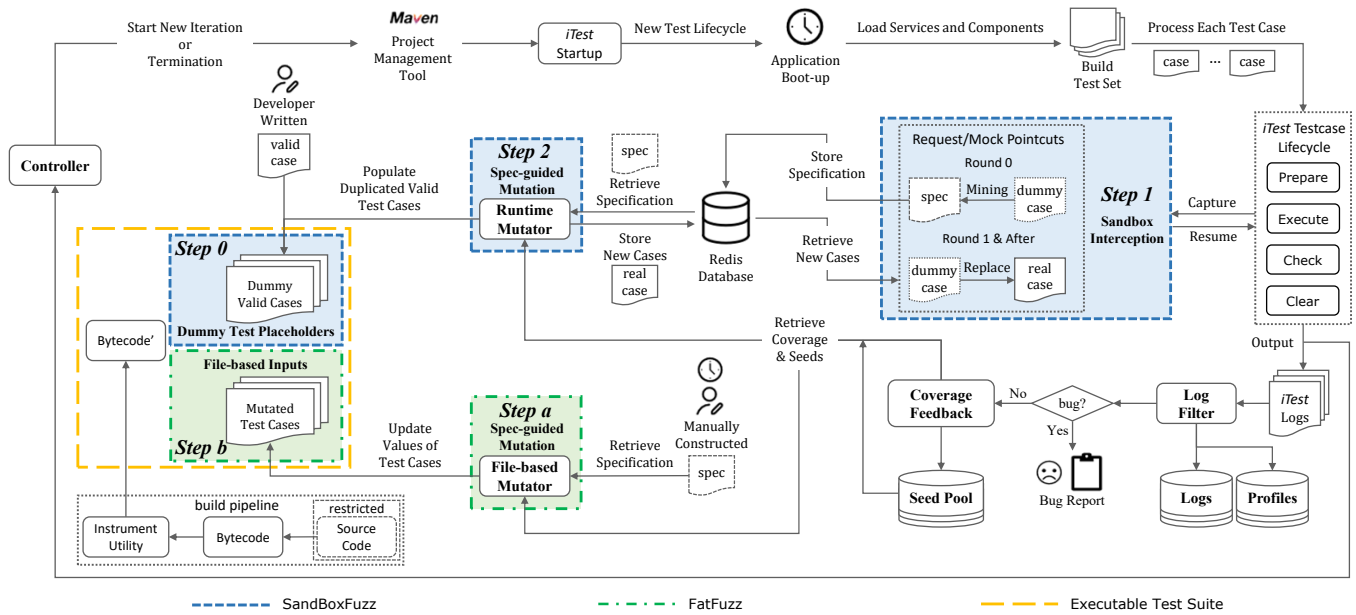 Start New Iteration
or
Termination
Maven
Project
Management
Tool
iTest
Startup
New Test Lifecycle
Application
Boot-up
Load Services and Components
Build
Test Set
Process Each Test Case
case
...
case
Developer
Written
valid
case
Controller
Populate
Duplicated Valid
Test Cases
Step 2
Spec-guided
Mutation
Runtime
Mutator
spec
Retrieve
Specification
Store
New Cases
real
case
Redis
Database
Store
Specification
Retrieve
New Cases
Request/Mock Pointcuts
Round 0
spec
Mining
dummy
case
Round 1 & After
dummy
case
Replace
real
case
Step 1
Sandbox
Interception
Capture
Resume
iTest Testcase
Lifecycle
Prepare
Execute
Check
Clear
Step 0
Dummy
Valid Cases
Dummy Test Placeholders
Bytecode’
File-based Inputs
Mutated
Test Cases
Step b
Update
Values of
Test Cases
Step a
Spec-guided
Mutation
File-based
Mutator
Retrieve
Specification
Manually
Constructed
spec
Retrieve
Coverage
& Seeds
Coverage
Feedback
Seed Pool
No
bug?
Yes
Bug Report
Log
Filter
Logs
Profiles
Output
iTest
Logs
build pipeline
Instrument
Utility
Bytecode
restricted
Source
Code
SandBoxFuzz
FatFuzz
Executable Test Suite